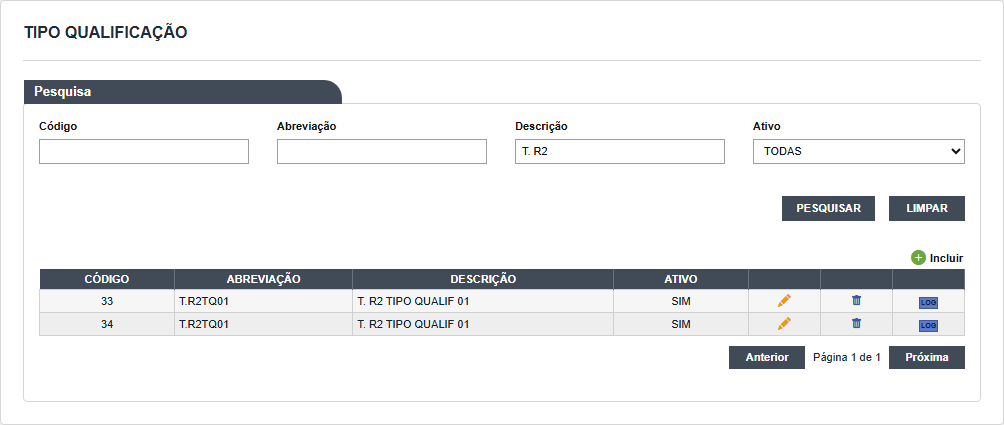 TIPO QUALIFICAÇÃO
Pesquisa
Código Abreviação Descrição Ativo
T. R2 TODAS
PESQUISAR LIMPAR
Incluir
CÓDIGO ABREVIAÇÃO DESCRIÇÃO ATIVO
33 T.R2TQ01 T. R2 TIPO QUALIF 01 SIM LOG
34 T.R2TQ01 T. R2 TIPO QUALIF 01 SIM LOG
Anterior Página 1 de 1 Próxima